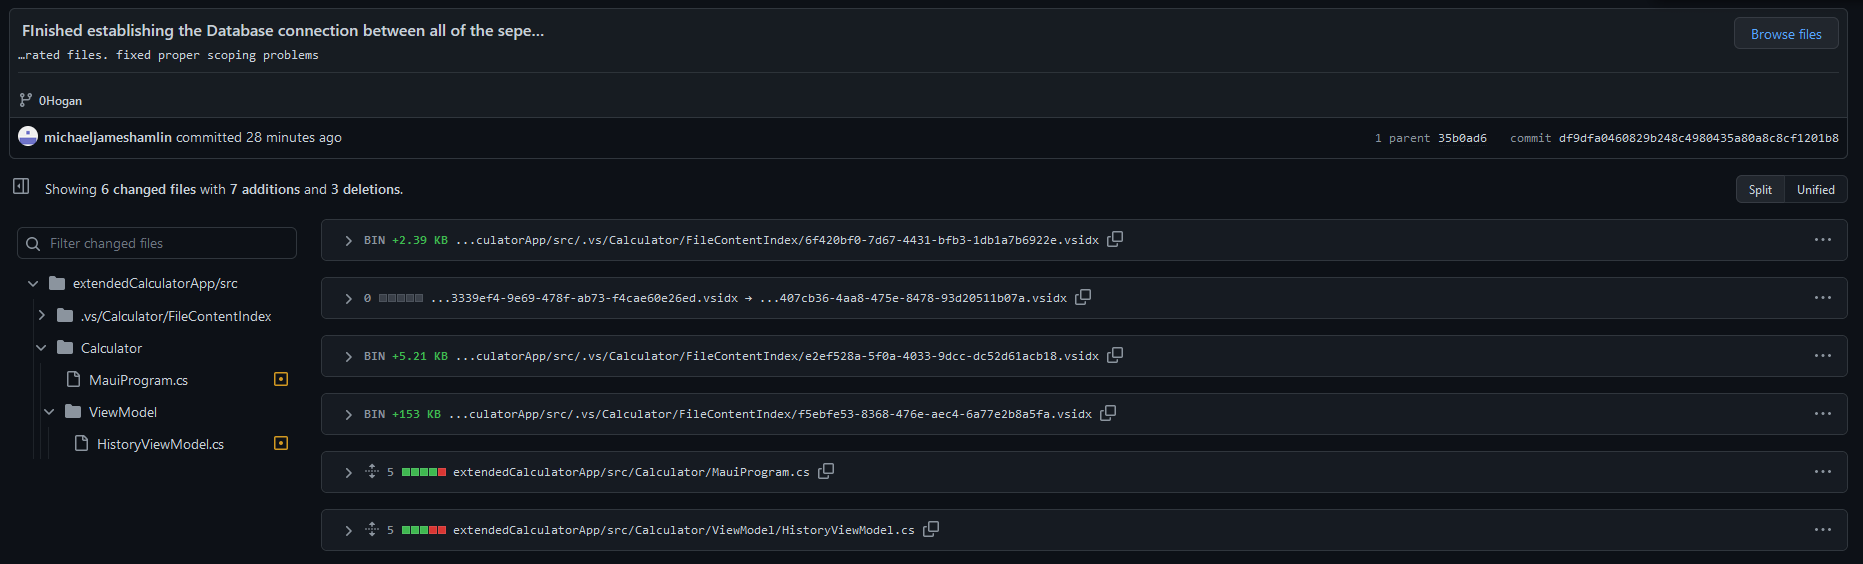 FInished establishing the Database connection between all of the sepe...
Browse files
…rated files. fixed proper scoping problems
0Hogan
michaeljameshamlin committed 28 minutes ago
1 parent 35b0ad6 commit df9dfa0460829b248c4980435a80a8c8cf1201b8
Showing 6 changed files with 7 additions and 3 deletions.
Split Unified
Filter changed files
extendedCalculatorApp/src
.vs/Calculator/FileContentIndex
Calculator
MauiProgram.cs
ViewModel
HistoryViewModel.cs
BIN +2.39 KB ...culatorApp/src/.vs/Calculator/FileContentIndex/6f420bf0-7d67-4431-bfb3-1db1a7b6922e.vsidx
0 ...3339ef4-9e69-478f-ab73-f4cae60e26ed.vsidx → ...407cb36-4aa8-475e-8478-93d20511b07a.vsidx
BIN +5.21 KB ...culatorApp/src/.vs/Calculator/FileContentIndex/e2ef528a-5f0a-4033-9dcc-dc52d61acb18.vsidx
BIN +153 KB ...culatorApp/src/.vs/Calculator/FileContentIndex/f5ebfe53-8368-476e-aec4-6a77e2b8a5fa.vsidx
5 extendedCalculatorApp/src/Calculator/MauiProgram.cs
5 extendedCalculatorApp/src/Calculator/ViewModel/HistoryViewModel.cs